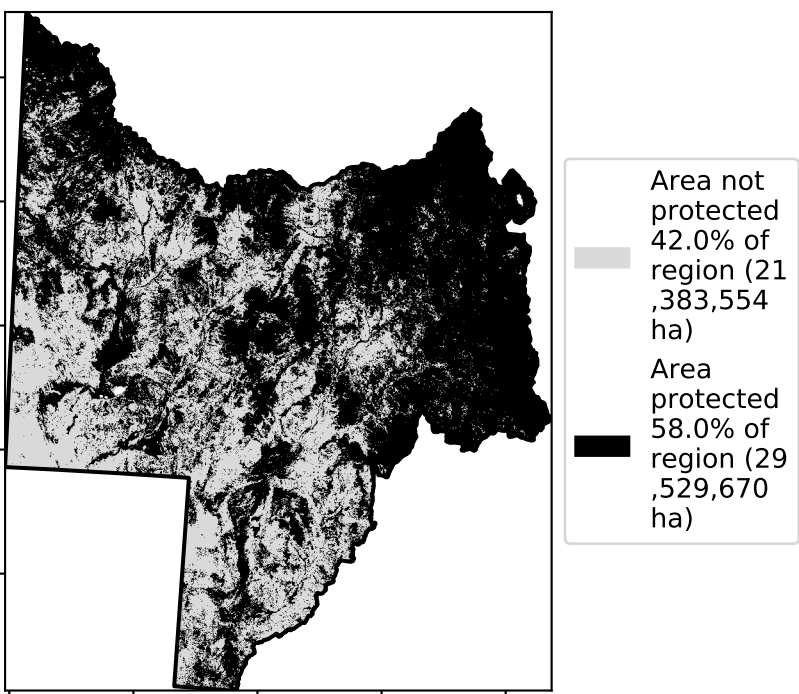 Area not
protected
42.0% of
region (21
,383,554
ha)
Area
protected
58.0% of
region (29
,529,670
ha)